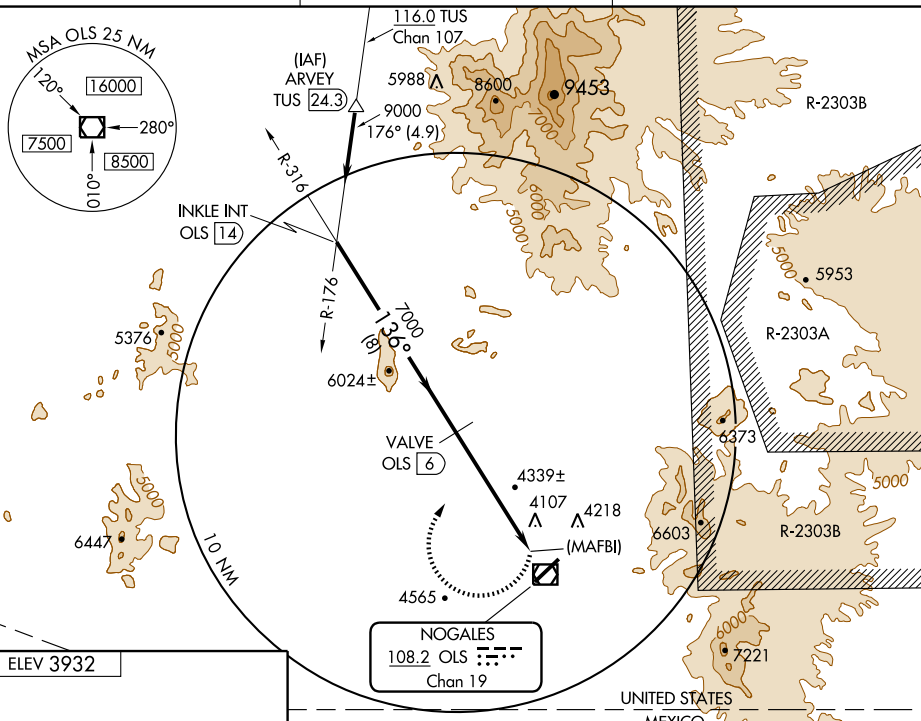 MSA OLS 25 NM
120°
16000
280°
7500
8500
010°
116.0 TUS
Chan 107
(IAF)
ARVEY
TUS 24.3
9000
176° (4.9)
5988
8600
9453
7000
6000
5000
R-2303B
R-316
INKLE INT
OLS 14
R-176
7000
136°
(8)
5376
5000
6024±
5000
5953
R-2303A
6373
VALVE
OLS 6
4339±
4107
4218
(MAFBI)
5000
6447
6603
5000
R-2303B
10 NM
4565
NOGALES
108.2 OLS
Chan 19
6000
7221
ELEV 3932
UNITED STATES
MEXICO